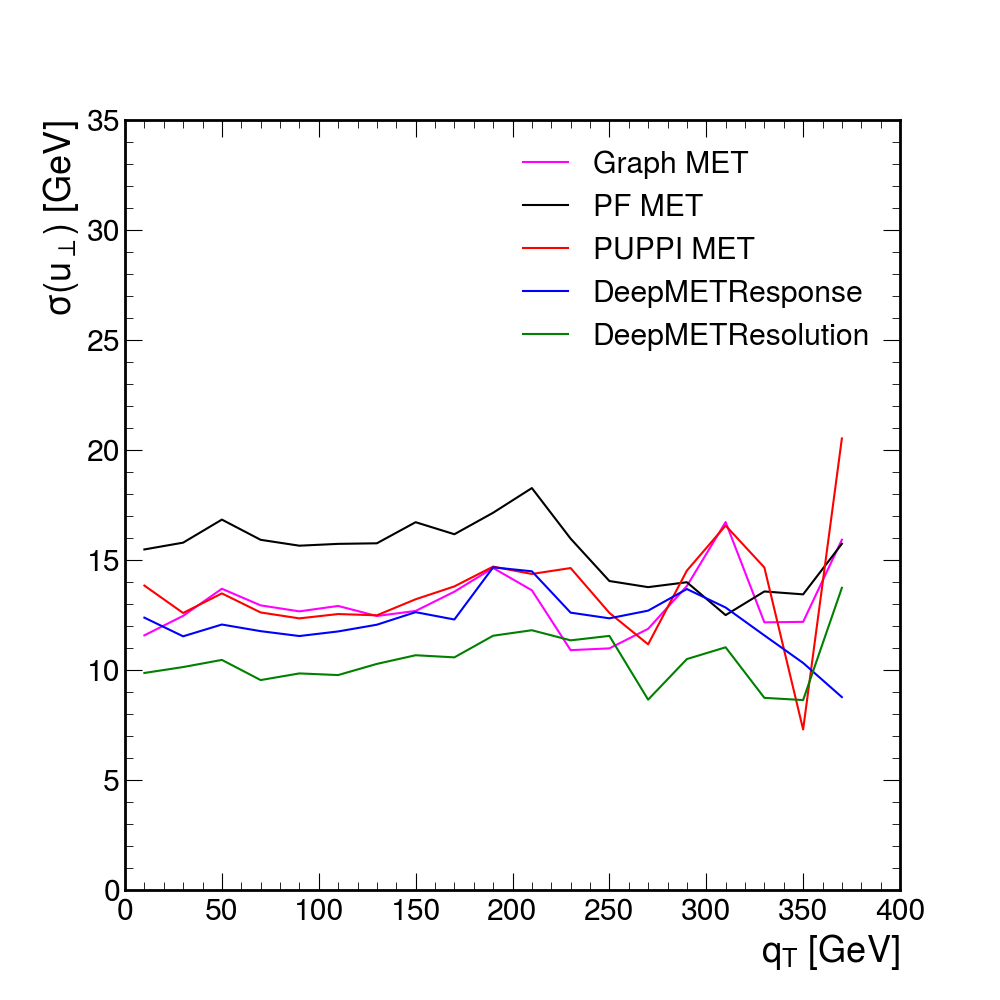 σ(u⊥) [GeV]
35
30
25
20
15
10
5
0
Graph MET
PF MET
PUPPI MET
DeepMETResponse
DeepMETResolution
0 50 100 150 200 250 300 350 400
qT [GeV]